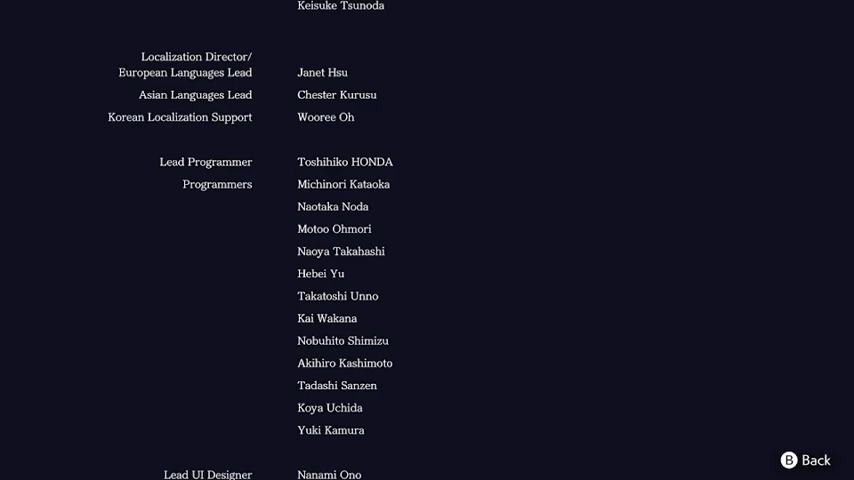 Keisuke Tsunoda
Localization Director/
European Languages Lead Janet Hsu
Asian Languages Lead Chester Kurusu
Korean Localization Support Wooree Oh
Lead Programmer Toshihiko HONDA
Programmers Michinori Kataoka
Naotaka Noda
Motoo Ohmori
Naoya Takahashi
Hebei Yu
Takatoshi Unno
Kai Wakana
Nobuhito Shimizu
Akihiro Kashimoto
Tadashi Sanzen
Koya Uchida
Yuki Kamura
B Back
Lead UI Designer Nanami Ono